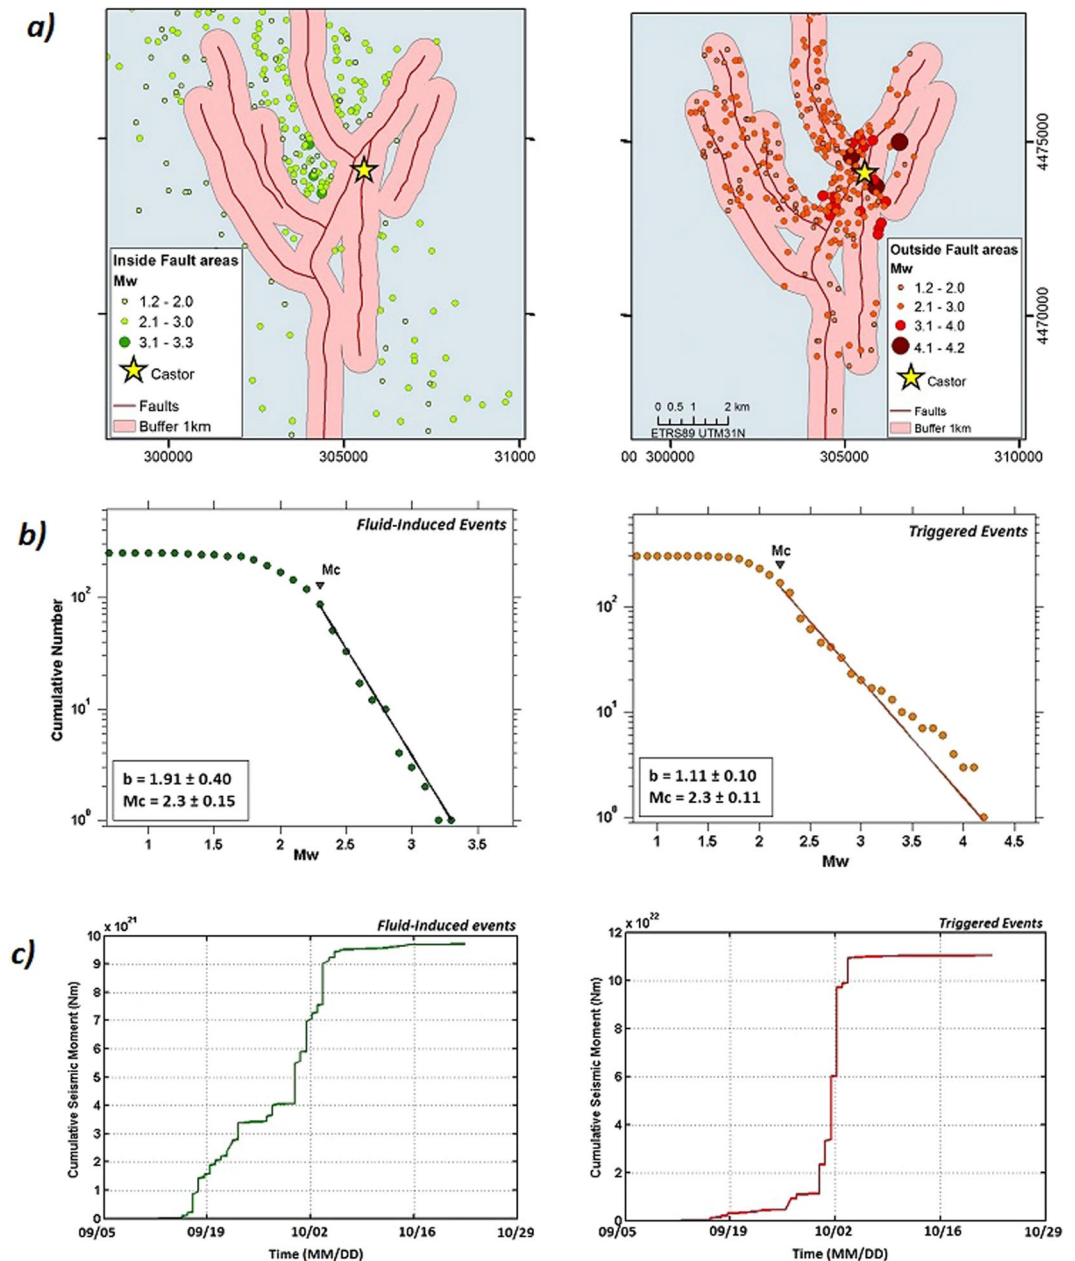 a)
Inside Fault areas
Mw
1.2 - 2.0
2.1 - 3.0
3.1 - 3.3
Castor
Faults
Buffer 1km
300000
305000
31000
Outside Fault areas
Mw
1.2 - 2.0
2.1 - 3.0
3.1 - 4.0
4.1 - 4.2
Castor
Faults
Buffer 1km
0 0.5 1 2 km
ETRS89 UTM31N
4475000
4470000
00 300000
305000
310000
b)
Fluid-Induced Events
Mc
Cumulative Number
10²
10¹
10⁰
b = 1.91 ± 0.40
Mc = 2.3 ± 0.15
1 1.5 2 2.5 3 3.5
Mw
Triggered Events
Mc
10²
10¹
10⁰
b = 1.11 ± 0.10
Mc = 2.3 ± 0.11
1 1.5 2 2.5 3 3.5 4 4.5
Mw
c)
x 10²¹
Fluid-Induced events
Cumulative Seismic Moment (Nm)
10
9
8
7
6
5
4
3
2
1
0
09/05 09/19 10/02 10/16 10/29
Time (MM/DD)
x 10²²
Triggered Events
Cumulative Seismic Moment (Nm)
12
10
8
6
4
2
0
09/05 09/19 10/02 10/16 10/29
Time (MM/DD)